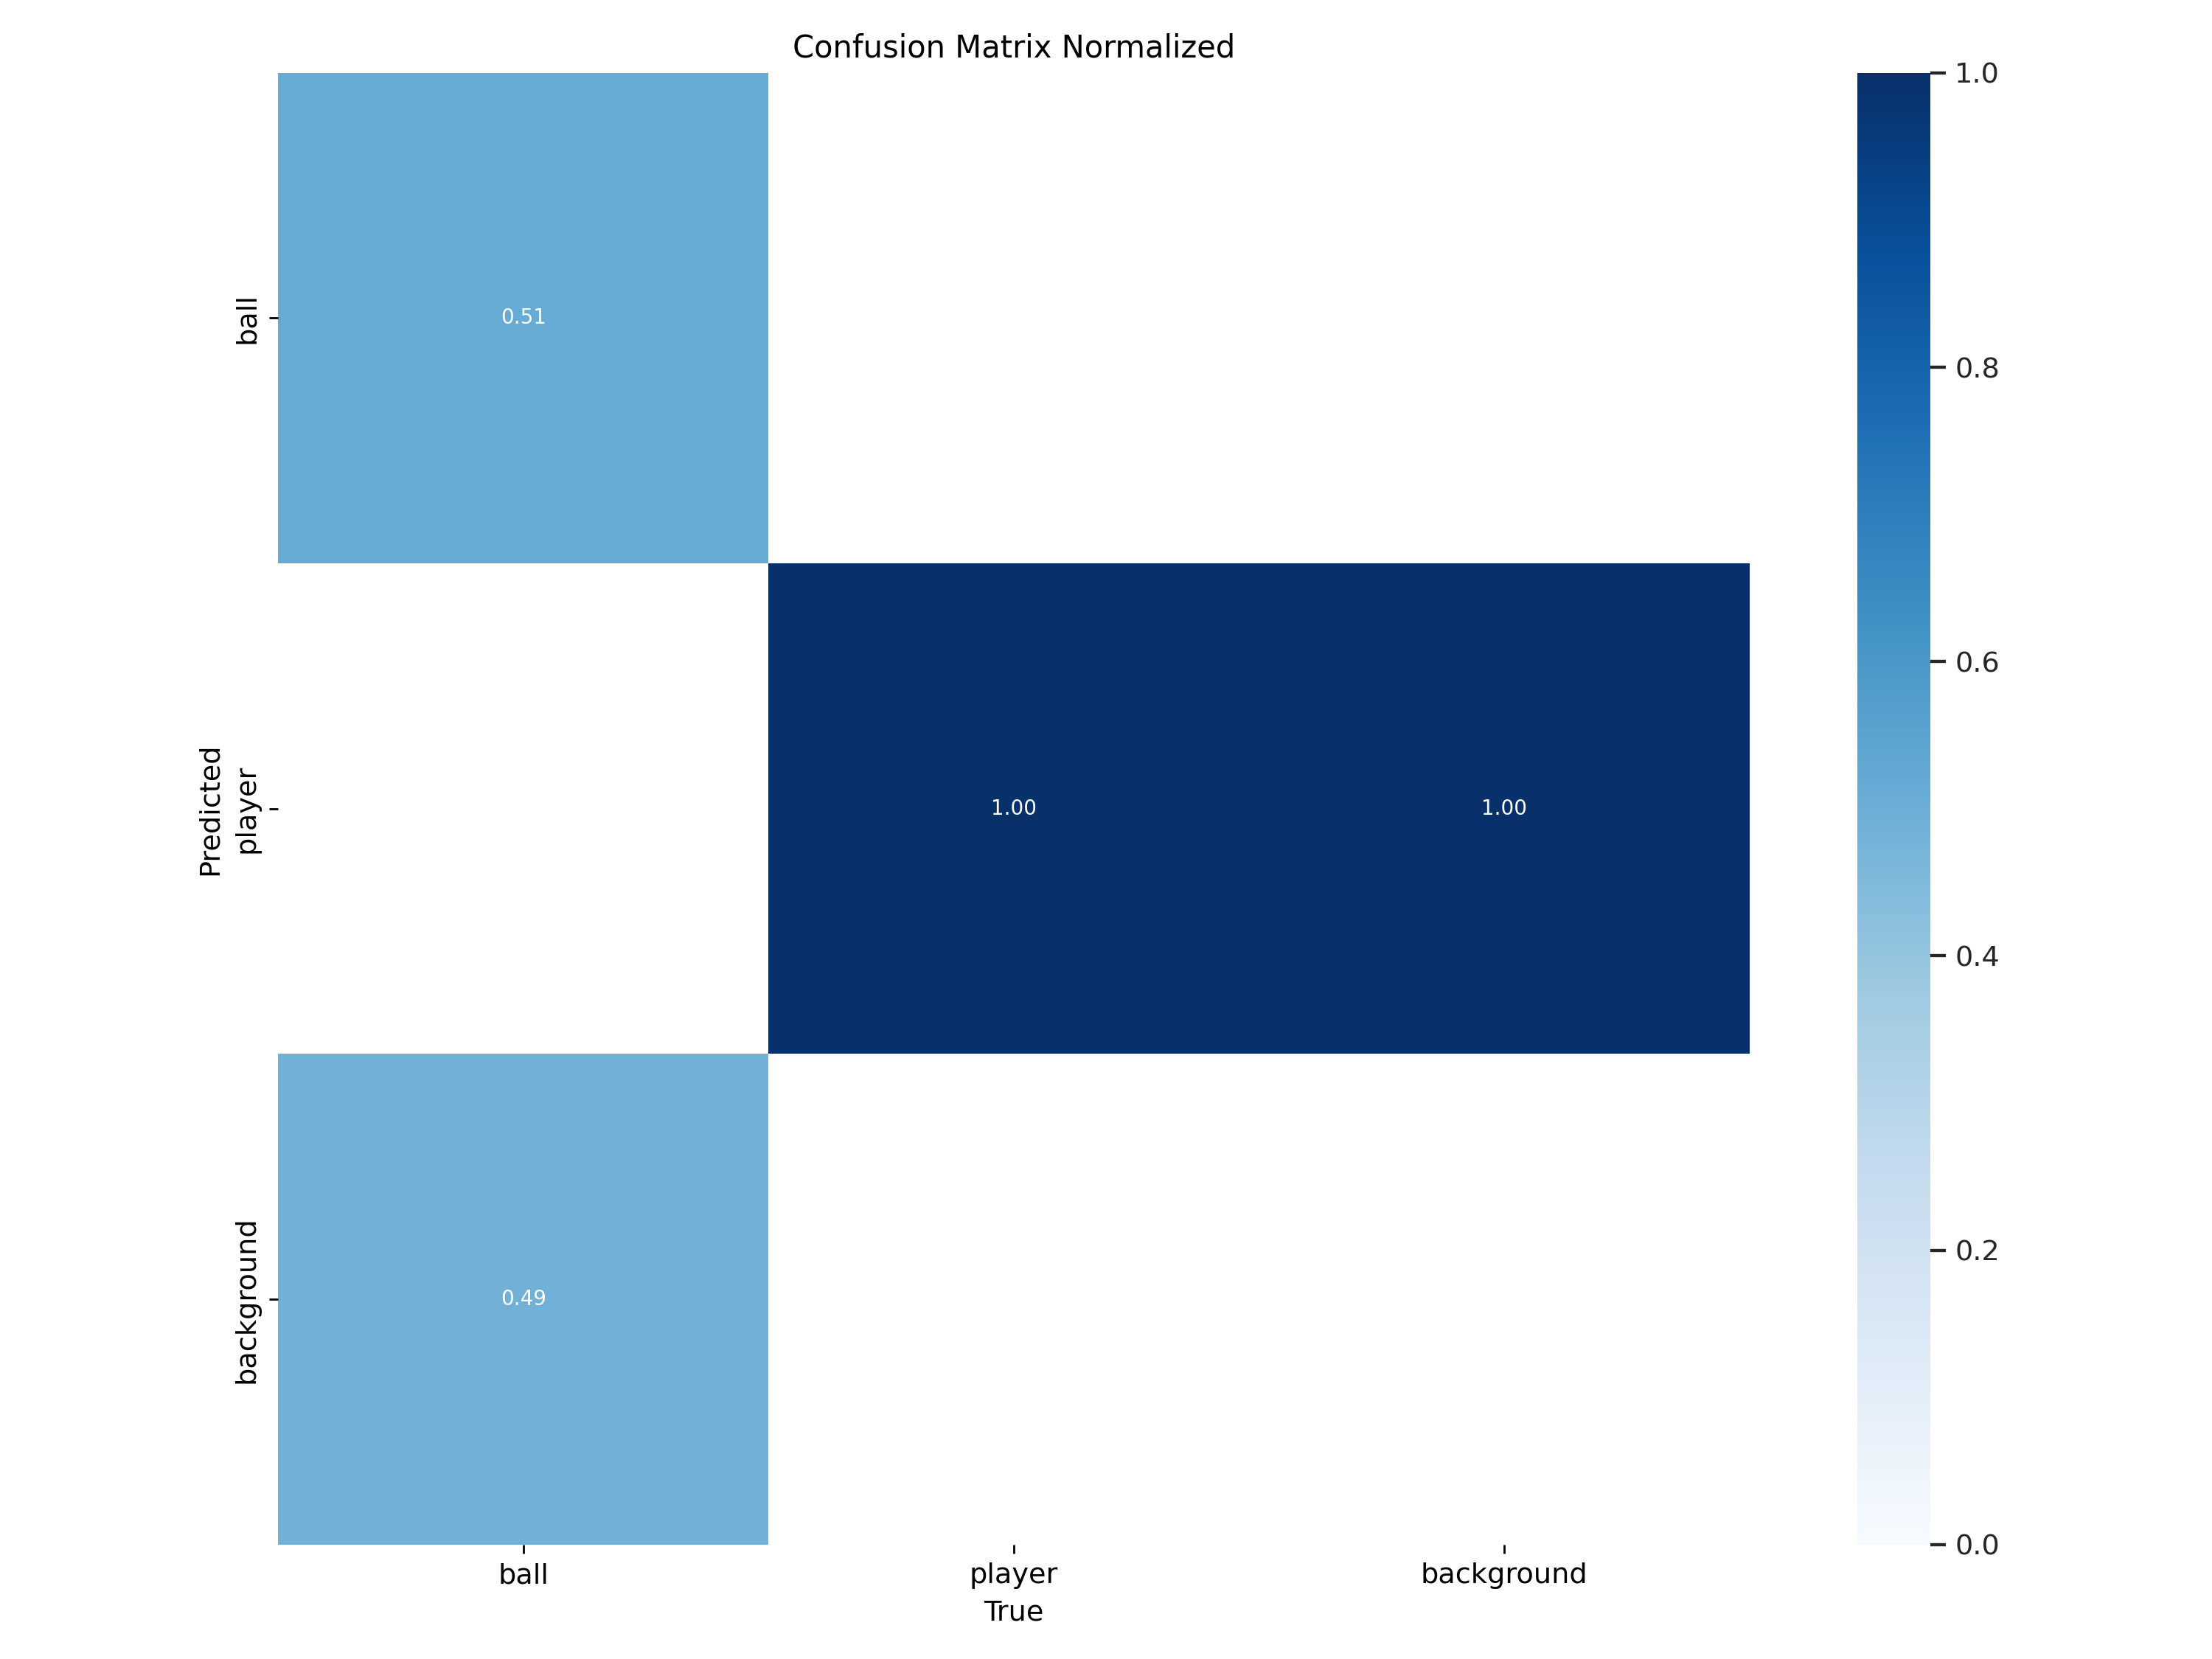 Confusion Matrix Normalized
1.0
0.8
0.6
0.4
0.2
0.0
Predicted
ball
player
background
0.51
1.00
1.00
0.49
ball
player
background
True